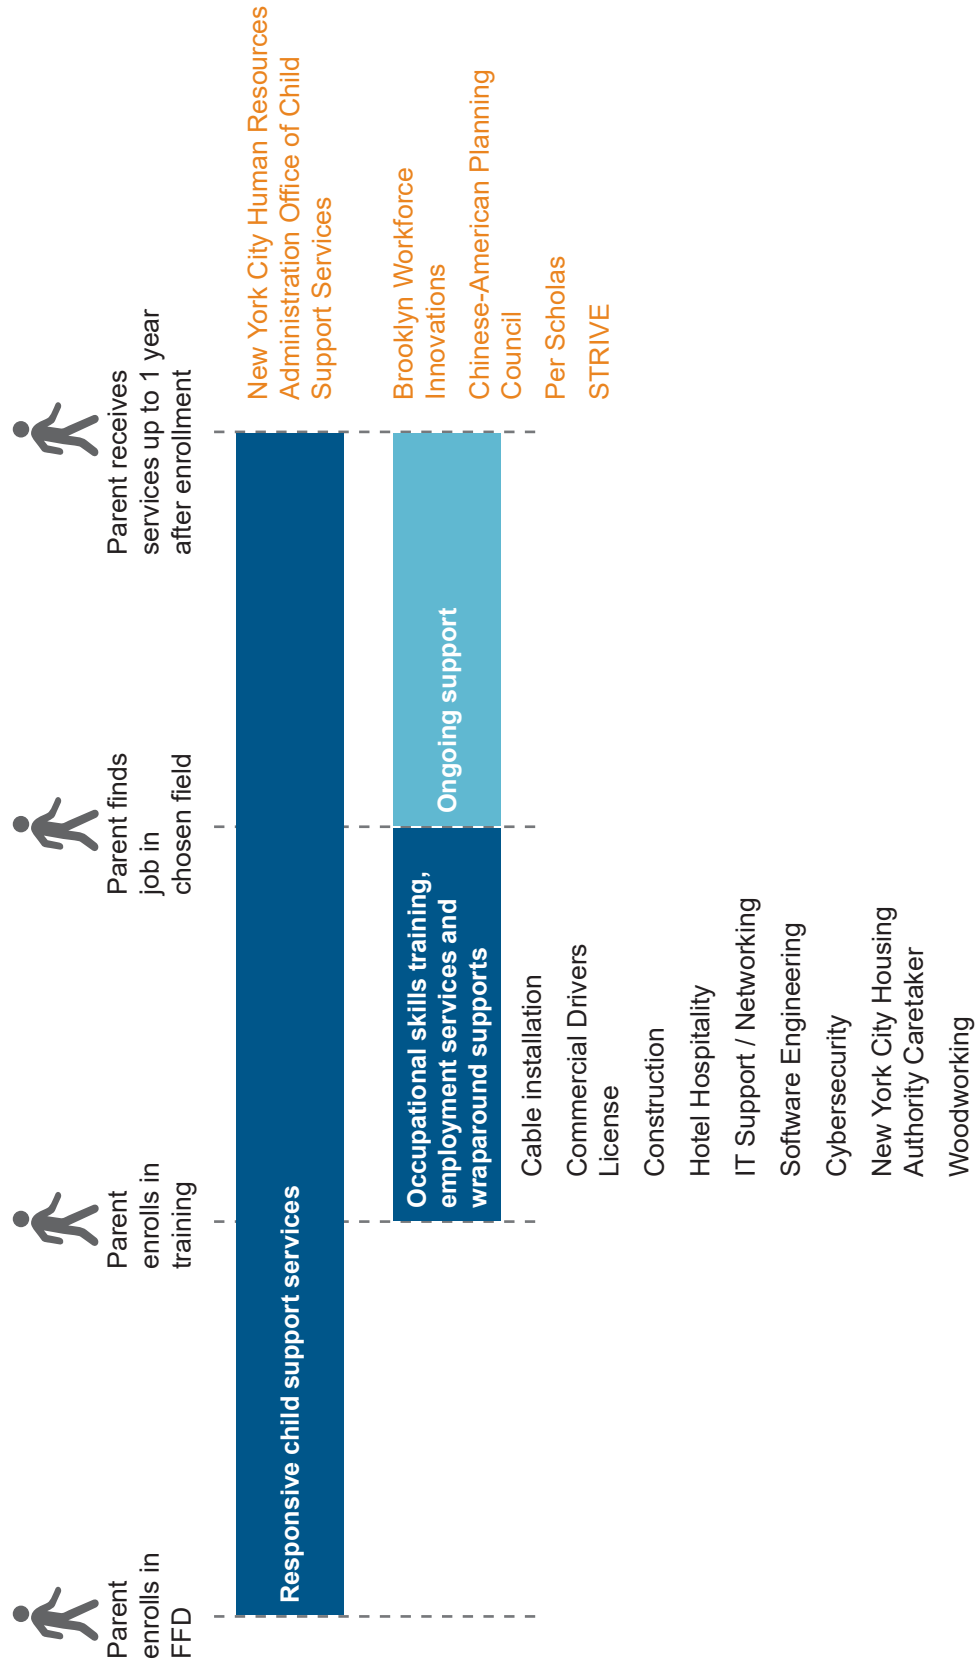 Parent
enrolls in
FFD
Parent
enrolls in
training
Parent finds
job in
chosen field
Parent receives
services up to 1 year
after enrollment
Responsive child support services
New York City Human Resources
Administration Office of Child
Support Services
Occupational skills training,
employment services and
wraparound supports
Ongoing support
Brooklyn Workforce
Innovations
Chinese-American Planning
Council
Per Scholas
STRIVE
Cable installation
Commercial Drivers
License
Construction
Hotel Hospitality
IT Support / Networking
Software Engineering
Cybersecurity
New York City Housing
Authority Caretaker
Woodworking